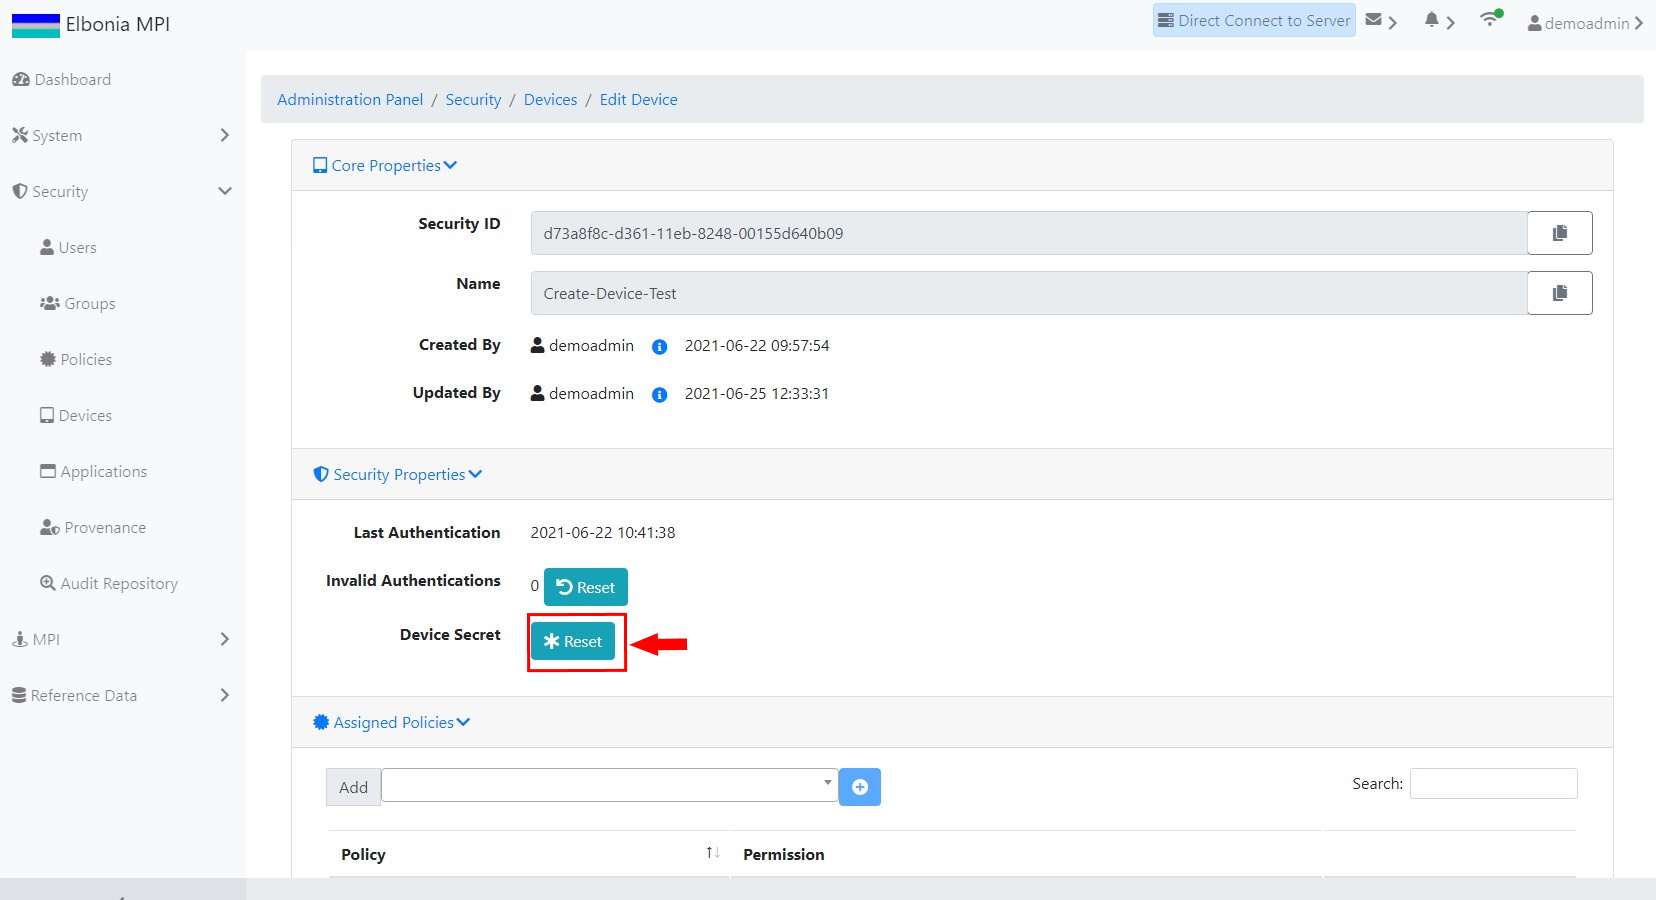 Elbonia MPI
Direct Connect to Server
demoadmin
Dashboard
System
Security
Users
Groups
Policies
Devices
Applications
Provenance
Audit Repository
MPI
Reference Data
Administration Panel / Security / Devices / Edit Device
Core Properties
Security ID d73a8f8c-d361-11eb-8248-00155d640b09
Name Create-Device-Test
Created By demoadmin 2021-06-22 09:57:54
Updated By demoadmin 2021-06-25 12:33:31
Security Properties
Last Authentication 2021-06-22 10:41:38
Invalid Authentications 0 Reset
Device Secret Reset
Assigned Policies
Add Search:
Policy Permission